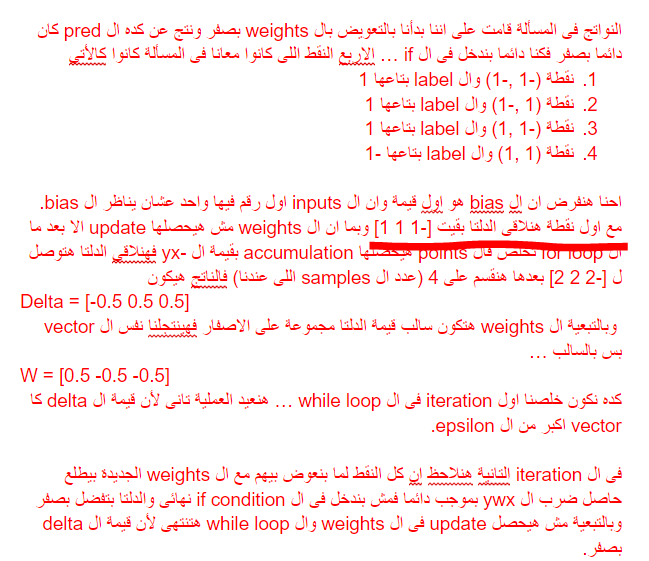 النواتج فى المسألة قامت على اننا بدأنا بالتعويض بال weights بصفر ونتج عن كده ال pred كان
دائما بصفر فكنا دائما بندخل فى ال if ... الاربع النقط اللى كانوا معانا فى المسألة كانوا كالأتي
1. نقطة (-1 ,-1) وال label بتاعها 1
2. نقطة (-1 ,1) وال label بتاعها 1
3. نقطة (1 ,-1) وال label بتاعها 1
4. نقطة (1 ,1) وال label بتاعها -1
احنا هنفرض ان ال bias هو اول قيمة وان ال inputs اول رقم فيها واحد عشان يناظر ال bias.
مع اول نقطة هنلاقى الدلتا بقيت [-1 1 1] وبما ان ال weights مش هيحصلها update الا بعد ما
ال for loop تخلص فال points هيحصلها accumulation بقيمة ال -yx فهنلاقي الدلتا هتوصل
ل [-2 2 2] بعدها هنقسم على 4 (عدد ال samples اللى عندنا) فالناتج هيكون
Delta = [-0.5 0.5 0.5]
وبالتبعية ال weights هتكون سالب قيمة الدلتا مجموعة على الاصفار فهينتجلنا نفس ال vector
بس بالسالب ...
W = [0.5 -0.5 -0.5]
كده نكون خلصنا اول iteration فى ال while loop ... هنعيد العملية تانى لأن قيمة ال delta كا
vector اكبر من ال epsilon.
فى ال iteration التانية هنلاحظ إن كل النقط لما بنعوض بيهم مع ال weights الجديدة بيطلع
حاصل ضرب ال ywx بموجب دائما فمش بندخل فى ال if condition نهائى والدلتا بتفضل بصفر
وبالتبعية مش هيحصل update فى ال weights وال while loop هتنتهى لأن قيمة ال delta
بصفر.